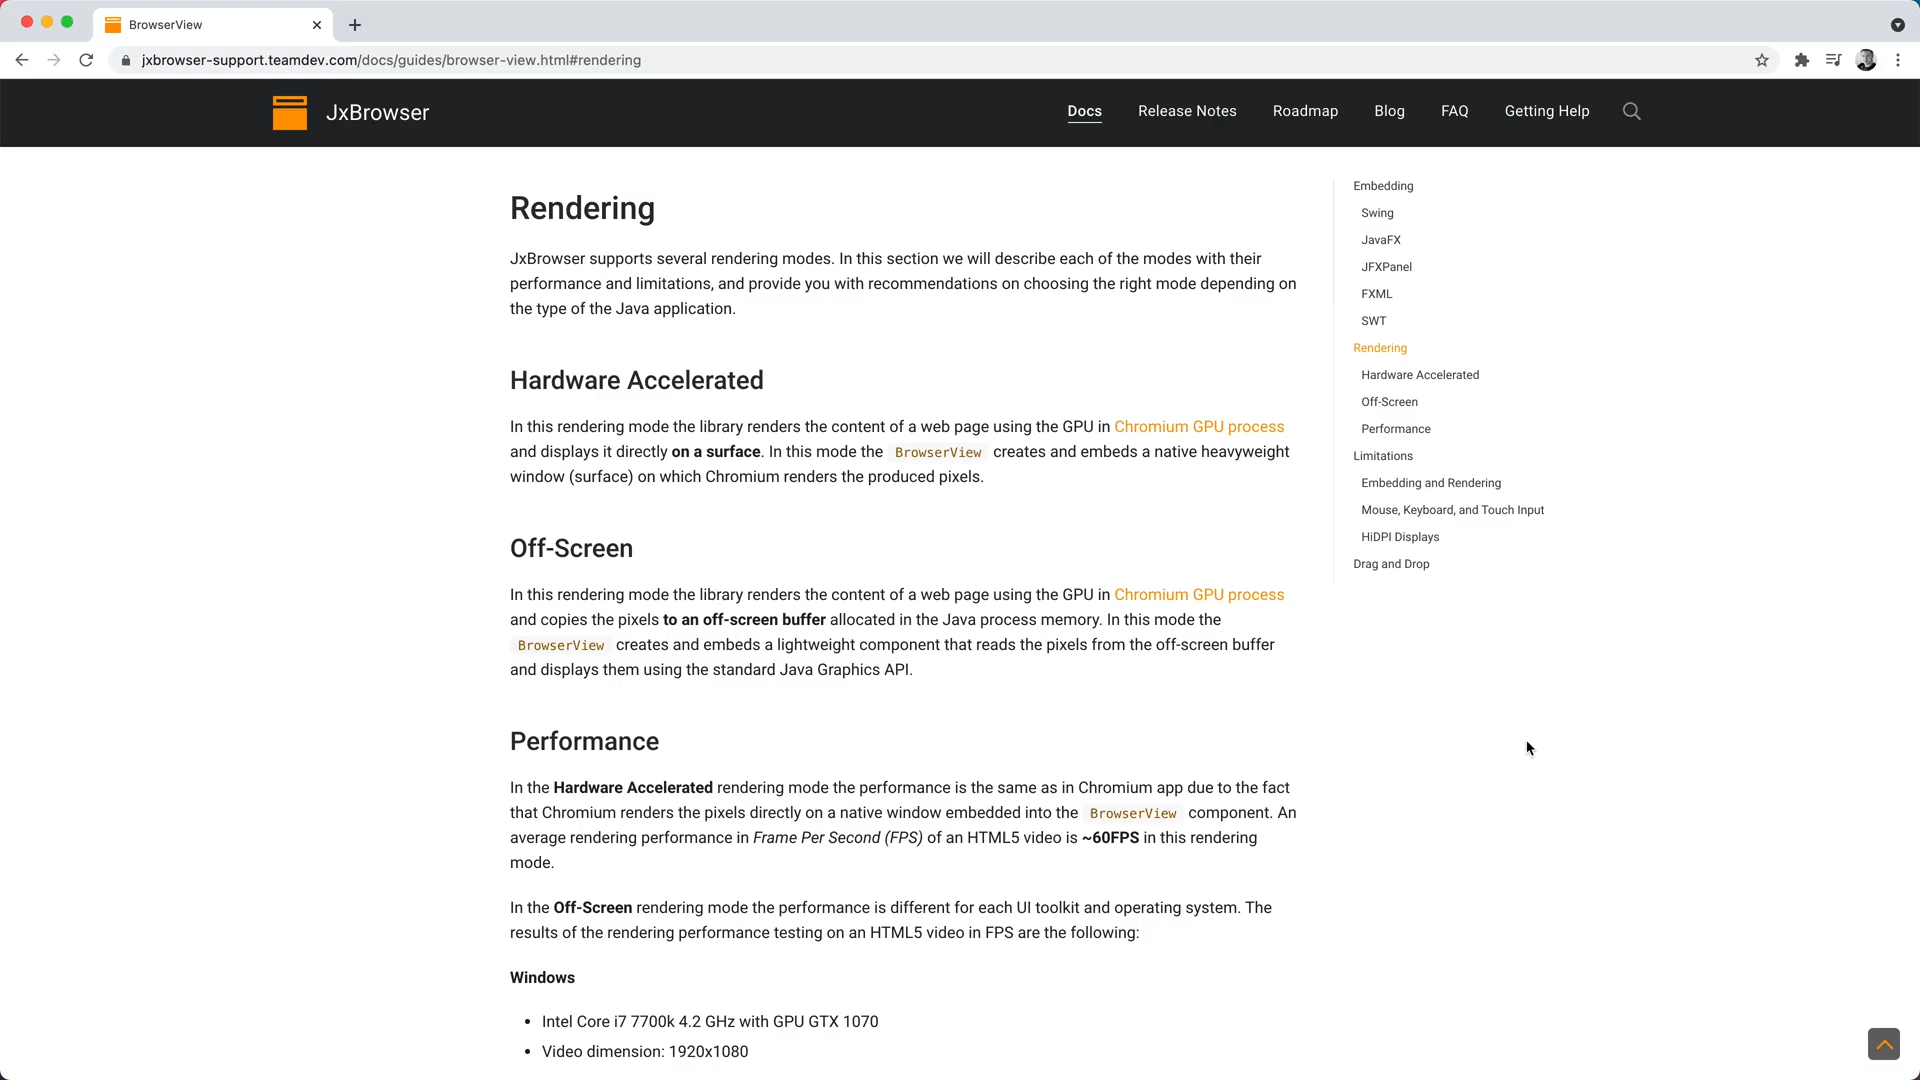 BrowserView
jxbrowser-support.teamdev.com/docs/guides/browser-view.html#rendering
JxBrowser
Docs
Release Notes
Roadmap
Blog
FAQ
Getting Help
Rendering
JxBrowser supports several rendering modes. In this section we will describe each of the modes with their
performance and limitations, and provide you with recommendations on choosing the right mode depending on
the type of the Java application.
Hardware Accelerated
In this rendering mode the library renders the content of a web page using the GPU in Chromium GPU process
and displays it directly on a surface. In this mode the BrowserView creates and embeds a native heavyweight
window (surface) on which Chromium renders the produced pixels.
Off-Screen
In this rendering mode the library renders the content of a web page using the GPU in Chromium GPU process
and copies the pixels to an off-screen buffer allocated in the Java process memory. In this mode the
BrowserView creates and embeds a lightweight component that reads the pixels from the off-screen buffer
and displays them using the standard Java Graphics API.
Performance
In the Hardware Accelerated rendering mode the performance is the same as in Chromium app due to the fact
that Chromium renders the pixels directly on a native window embedded into the BrowserView component. An
average rendering performance in Frame Per Second (FPS) of an HTML5 video is ~60FPS in this rendering
mode.
In the Off-Screen rendering mode the performance is different for each UI toolkit and operating system. The
results of the rendering performance testing on an HTML5 video in FPS are the following:
Windows
• Intel Core i7 7700k 4.2 GHz with GPU GTX 1070
• Video dimension: 1920x1080
Embedding
Swing
JavaFX
JFXPanel
FXML
SWT
Rendering
Hardware Accelerated
Off-Screen
Performance
Limitations
Embedding and Rendering
Mouse, Keyboard, and Touch Input
HiDPI Displays
Drag and Drop